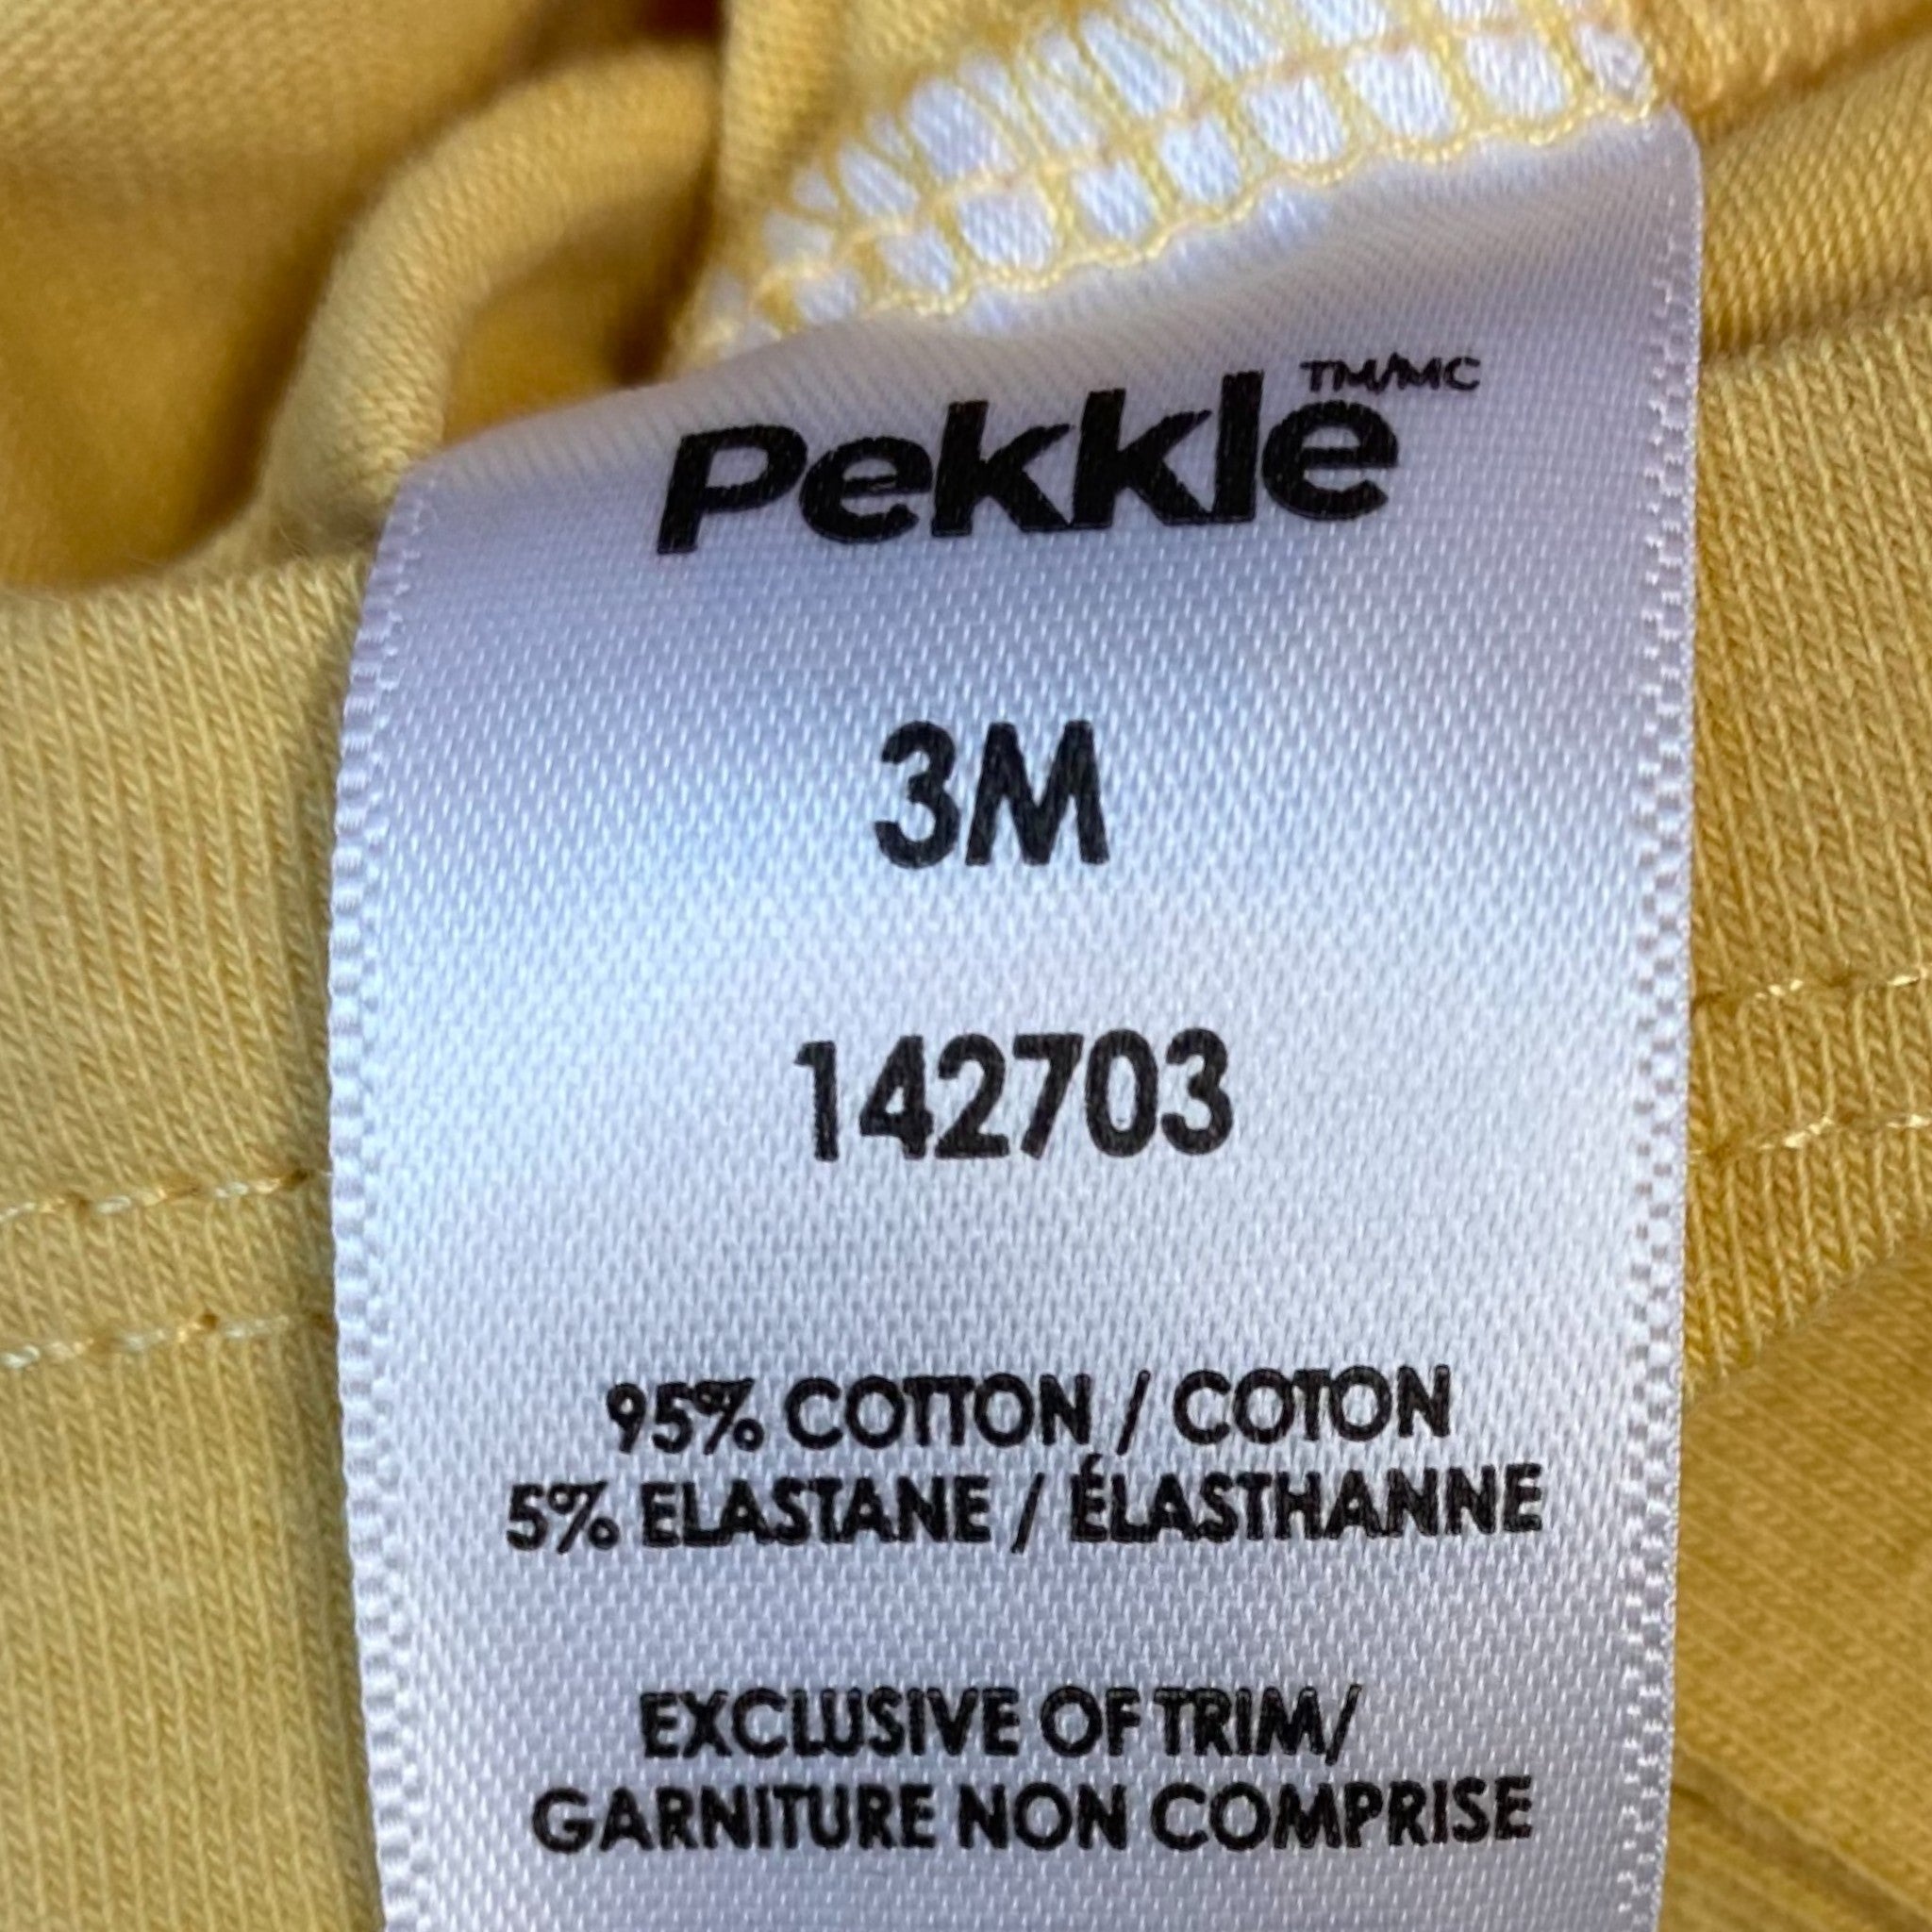 Pekkle TM/MC
3M
142703
95% COTTON / COTON
5% ELASTANE / ÉLASTHANNE
EXCLUSIVE OF TRIM/
GARNITURE NON COMPRISE